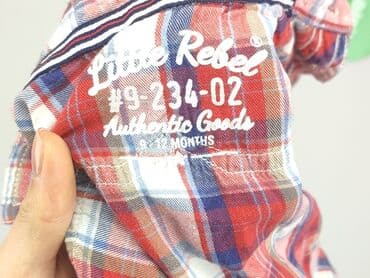 Little Rebel
#9-234-02
Authentic Goods
9-12 MONTHS